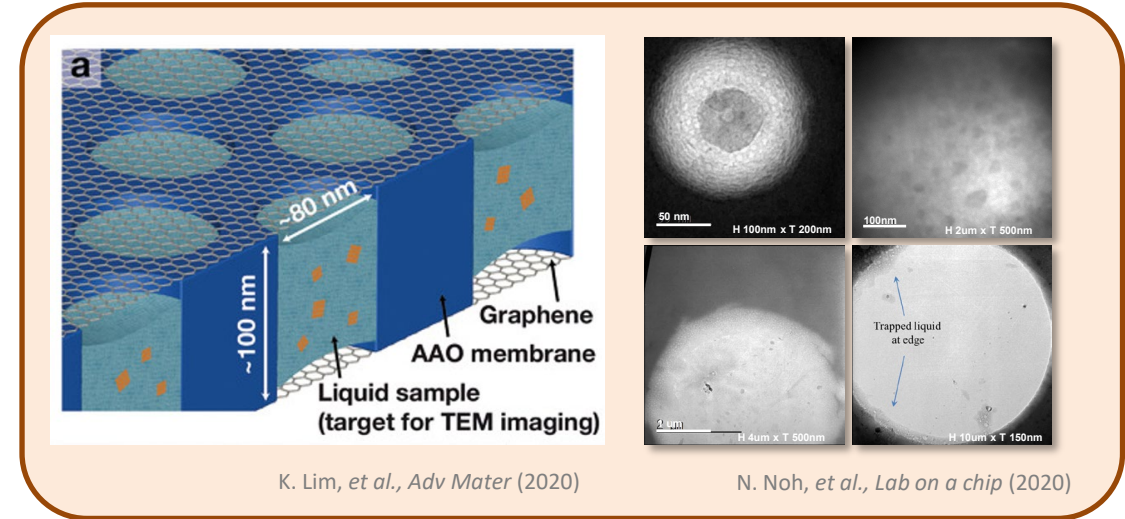 a
~80 nm
~100 nm
Graphene
AAO membrane
Liquid sample
(target for TEM imaging)
K. Lim, et al., Adv Mater (2020)
50 nm
H 100nm x T 200nm
100nm
H 2um x T 500nm
2 um
H 4um x T 500nm
Trapped liquid
at edge
H 10um x T 150nm
N. Noh, et al., Lab on a chip (2020)